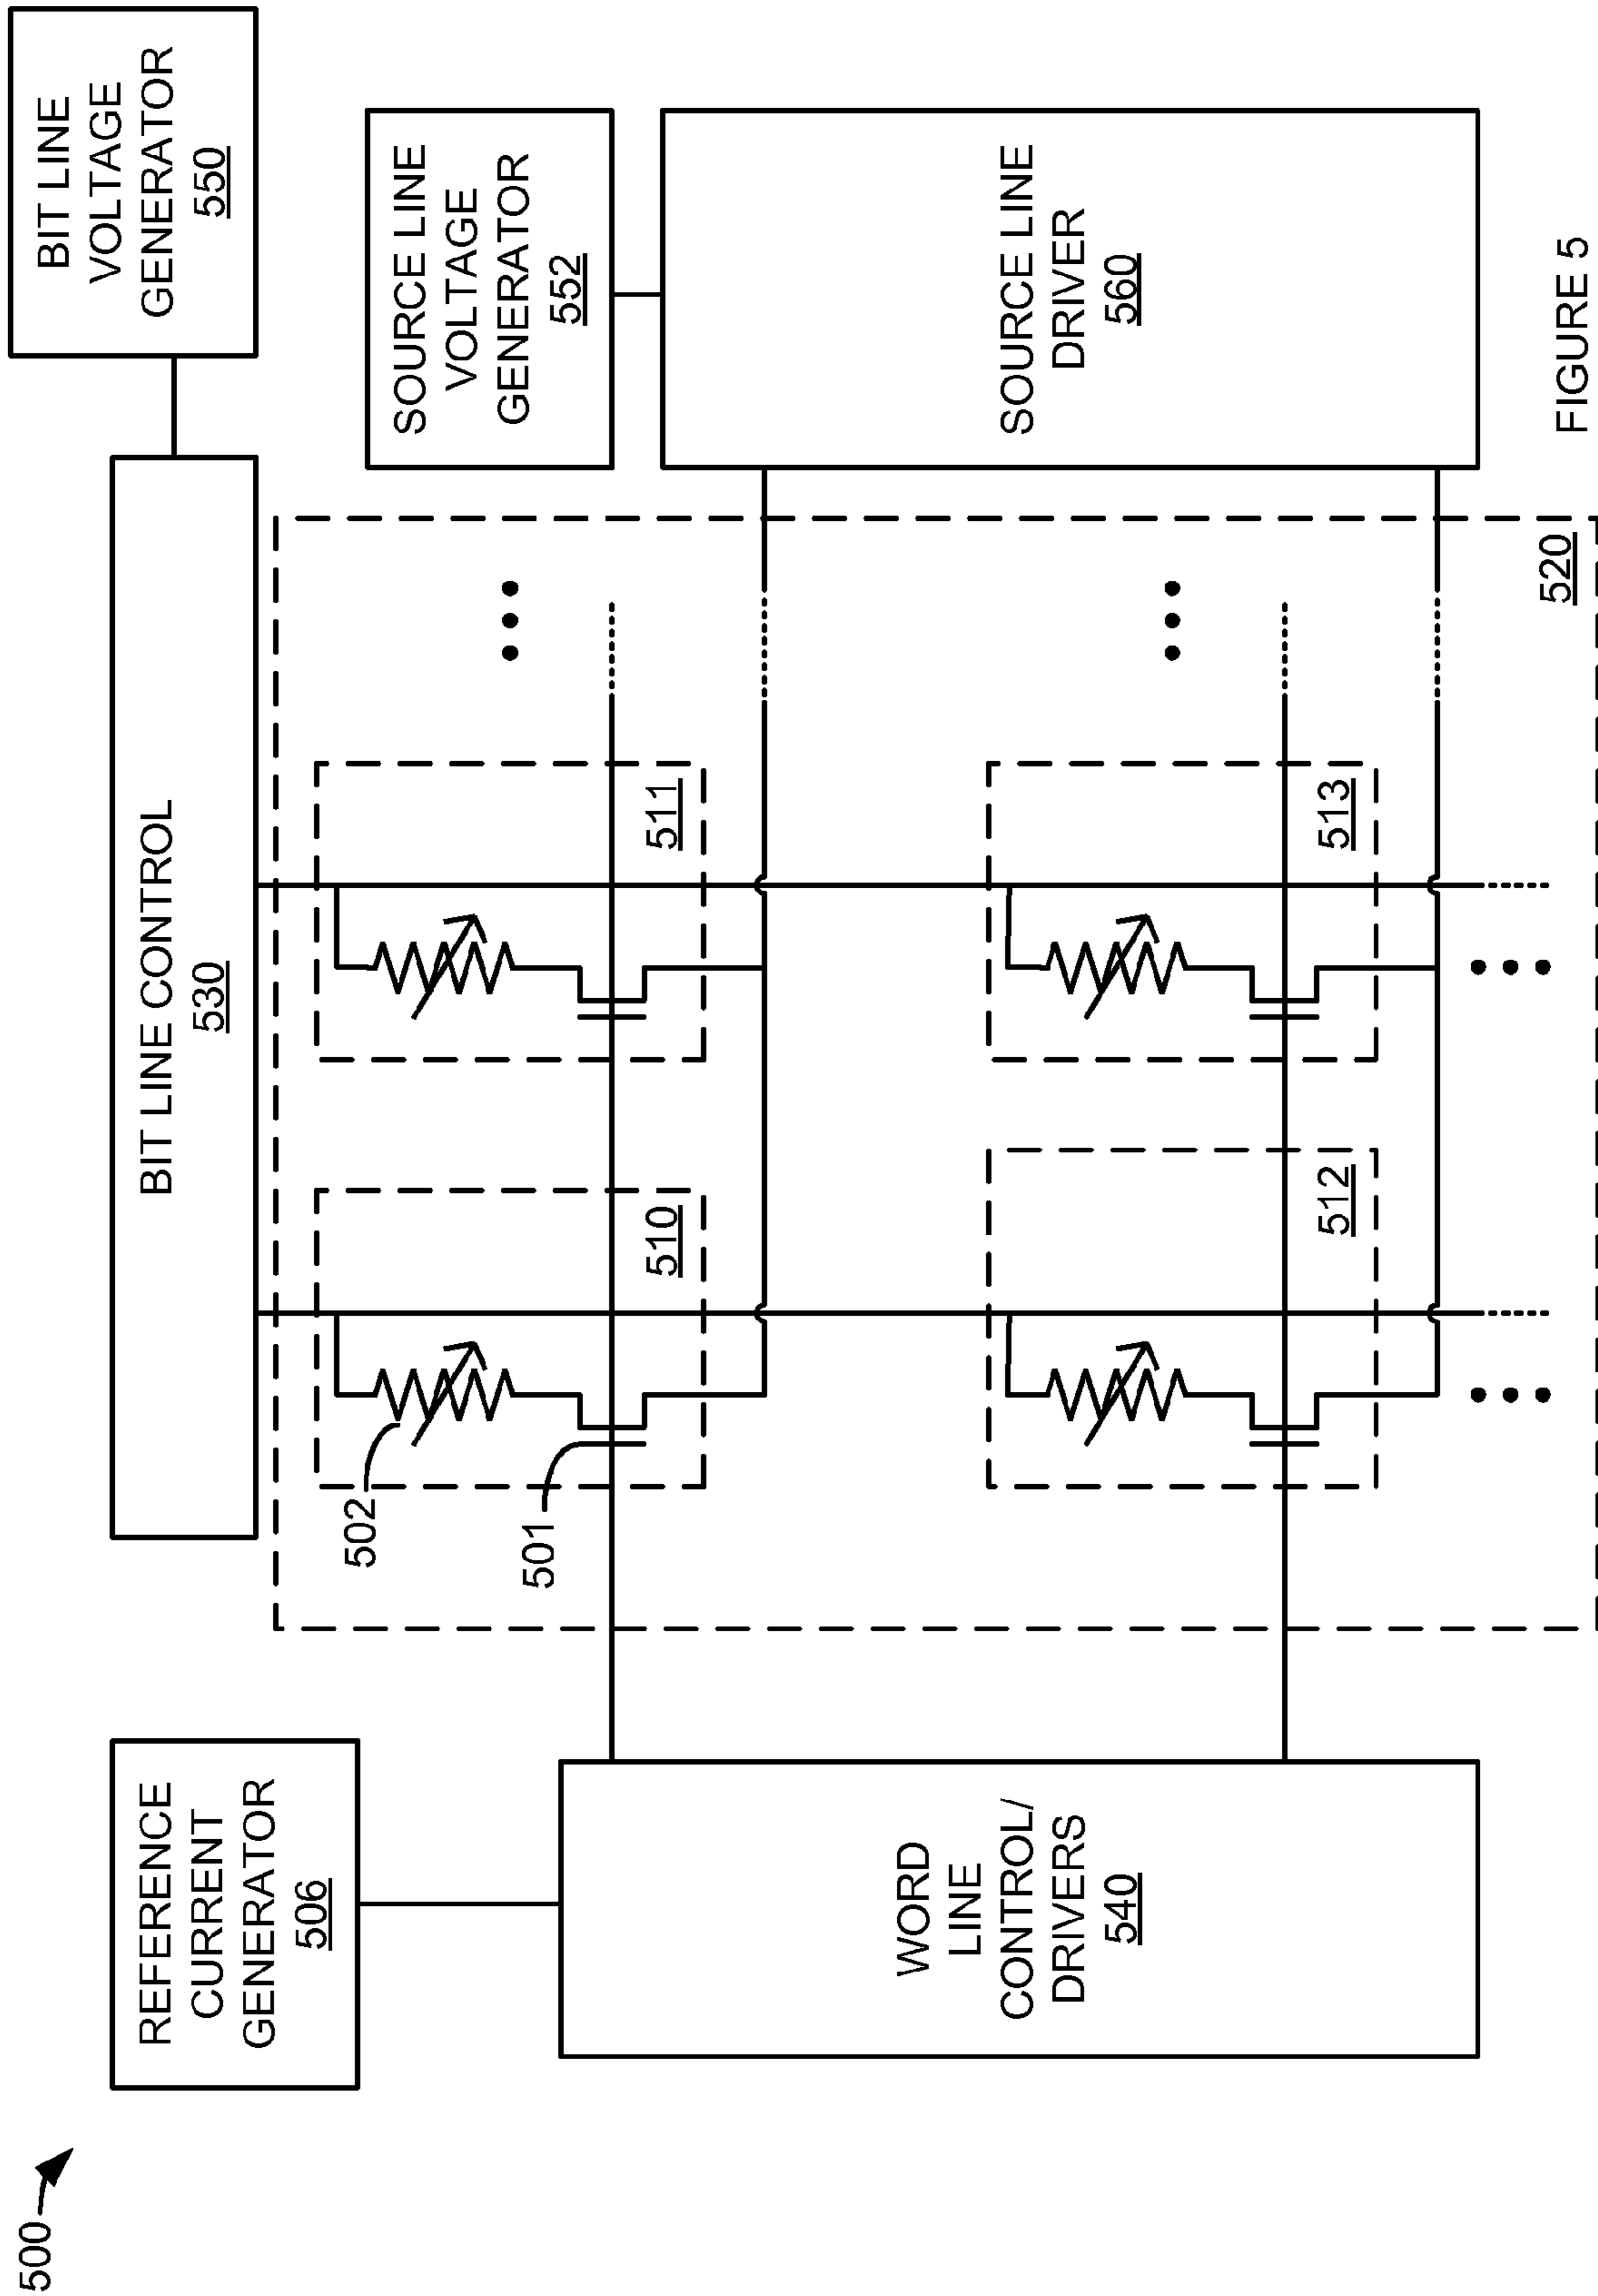 500
REFERENCE
CURRENT
GENERATOR
506
BIT LINE CONTROL
530
BIT LINE
VOLTAGE
GENERATOR
550
502
501
510
511
SOURCE LINE
VOLTAGE
GENERATOR
552
WORD
LINE
CONTROL/
DRIVERS
540
512
513
SOURCE LINE
DRIVER
560
520
FIGURE 5